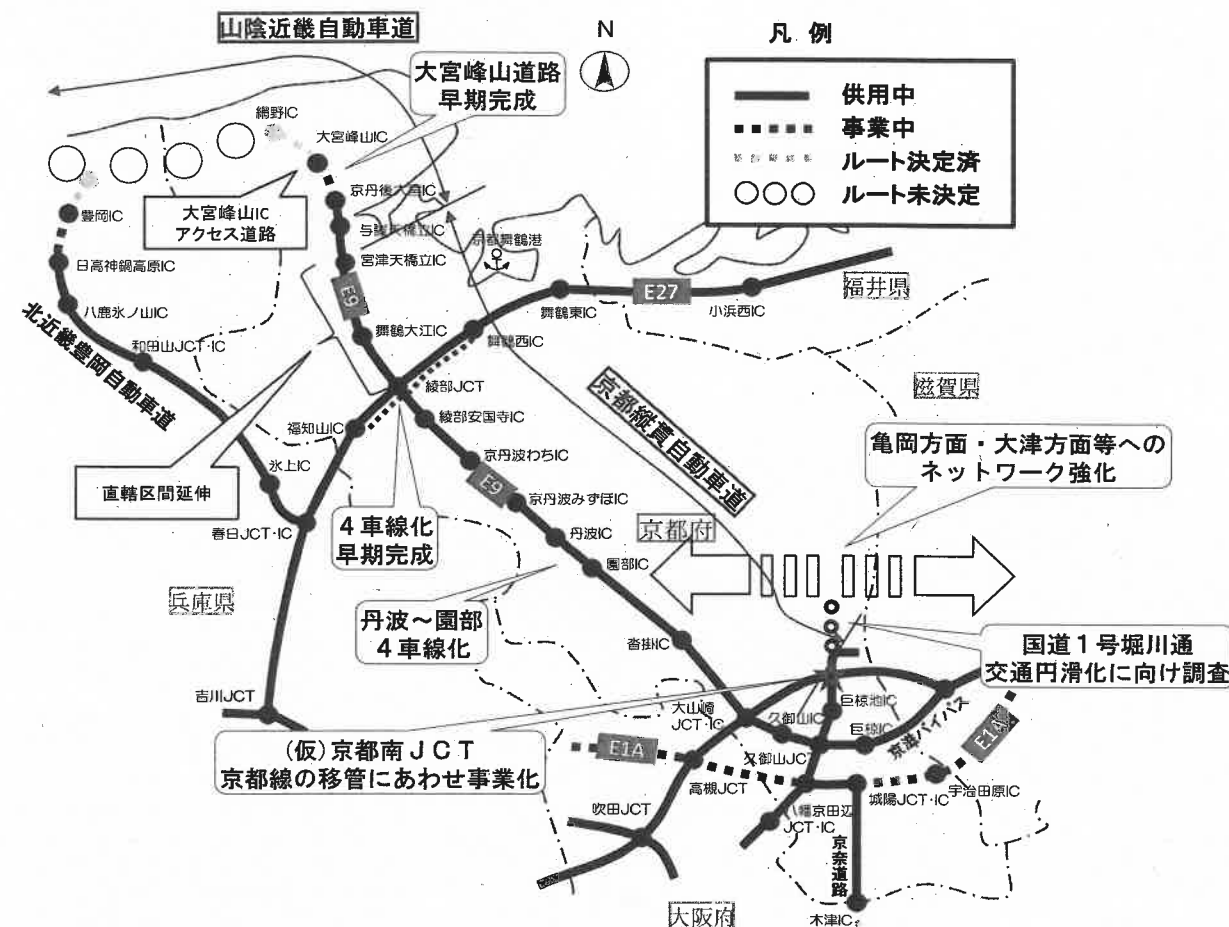 山陰近畿自動車道
N
凡 例
供用中
事業中
ルート決定済
ルート未決定
大宮峰山道路
早期完成
網野IC
大宮峰山IC
京丹後大宮IC
大宮峰山IC
アクセス道路
豊岡IC
与謝天橋立IC
京都舞鶴港
日高神鍋高原IC
宮津天橋立IC
E9
舞鶴東IC
E27
小浜西IC
福井県
八鹿氷ノ山IC
舞鶴大江IC
舞鶴西IC
和田山JCT・IC
北近畿豊岡自動車道
綾部JCT
滋賀県
京都縦貫自動車道
福知山IC
綾部安国寺IC
亀岡方面・大津方面等への
ネットワーク強化
氷上IC
京丹波わちIC
直轄区間延伸
E9
京丹波みずほIC
4車線化
早期完成
春日JCT・IC
丹波IC
京都府
園部IC
兵庫県
丹波～園部
4車線化
沓掛IC
国道1号堀川通
交通円滑化に向け調査
吉川JCT
大山崎
JCT・IC
久御山IC
巨椋池IC
巨椋IC
京滋バイパス
(仮)京都南JCT
京都線の移管にあわせ事業化
E1A
久御山JCT
E1A
高槻JCT
城陽JCT・IC
宇治田原IC
吹田JCT
八幡京田辺
JCT・IC
京奈道路
大阪府
木津IC